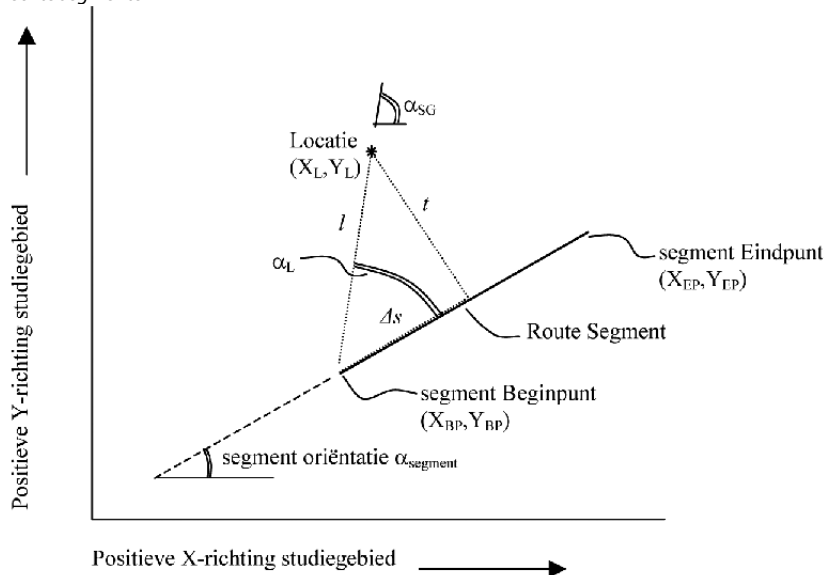 Positieve Y-richting studiegebied
α_SG
Locatie
(X_L,Y_L)
l
t
α_L
segment Eindpunt
(X_EP,Y_EP)
Δs
Route Segment
segment Beginpunt
(X_BP,Y_BP)
segment oriëntatie α_segment
Positieve X-richting studiegebied